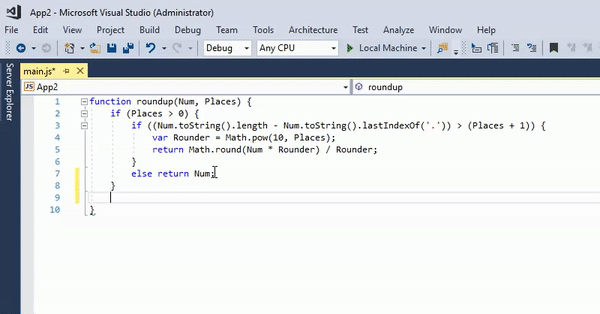 App2 - Microsoft Visual Studio (Administrator)
File Edit View Project Build Debug Team Tools Architecture Test Analyze Window Help
Debug Any CPU Local Machine
Server Explorer
main.js*
JS App2 roundup
1 function roundup(Num, Places) {
2 if (Places > 0) {
3 if ((Num.toString().length - Num.toString().lastIndexOf('.')) > (Places + 1)) {
4 var Rounder = Math.pow(10, Places);
5 return Math.round(Num * Rounder) / Rounder;
6 }
7 else return Num;
8 }
9
10 }